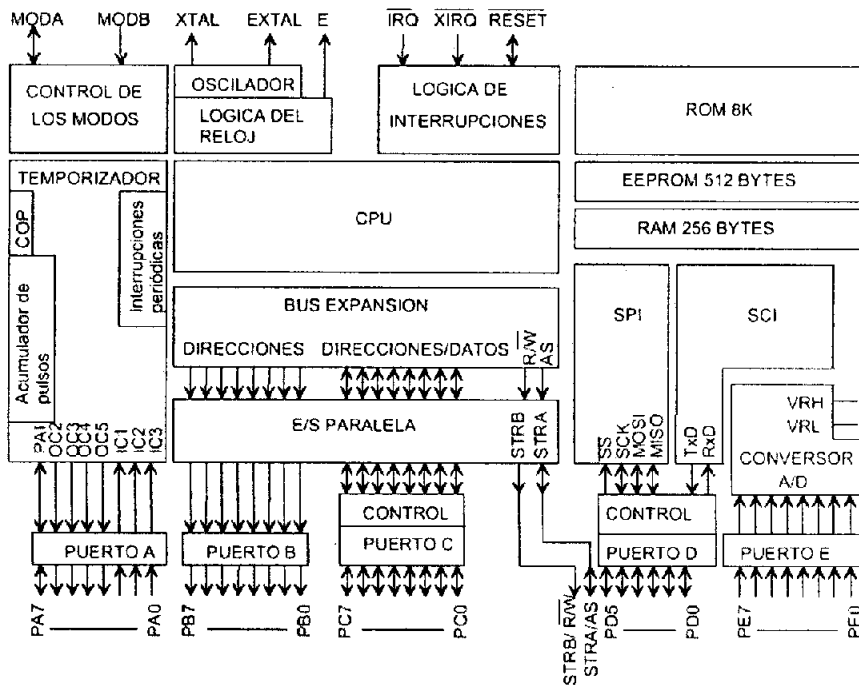 MODA MODB XTAL EXTAL E IRQ XIRQ RESET
CONTROL DE
LOS MODOS
OSCILADOR
LOGICA DEL
RELOJ
LOGICA DE
INTERRUPCIONES
ROM 8K
TEMPORIZADOR
COP
Interrupciones
periódicas
Acumulador de
pulsos
CPU
EEPROM 512 BYTES
RAM 256 BYTES
BUS EXPANSION
DIRECCIONES DIRECCIONES/DATOS R/W AS
SPI
SCI
PAI OC2 OC3 OC4 OC5 IC1 IC2 IC3
E/S PARALELA
STRB STRA
SS SCK MOSI MISO
TxD RxD
VRH
VRL
CONVERSOR
A/D
CONTROL
PUERTO C
CONTROL
PUERTO D
PUERTO A
PUERTO B
PUERTO E
PA7 PA0
PB7 PB0
PC7 PC0
STRB/ R/W
STRA/AS
PD5 PD0
PE7 PE0